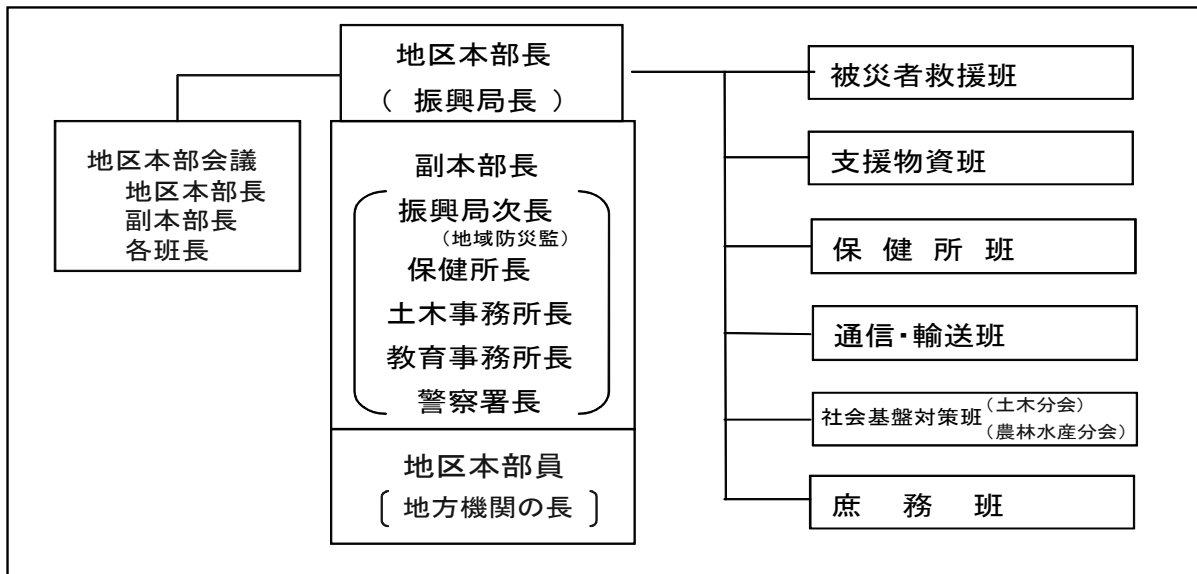 地区本部長
( 振興局長 )
地区本部会議
地区本部長
副本部長
各班長
副本部長
振興局次長
(地域防災監)
保健所長
土木事務所長
教育事務所長
警察署長
地区本部員
〔 地方機関の長 〕
被災者救援班
支援物資班
保 健 所 班
通信・輸送班
社会基盤対策班(土木分会)
(農林水産分会)
庶 務 班